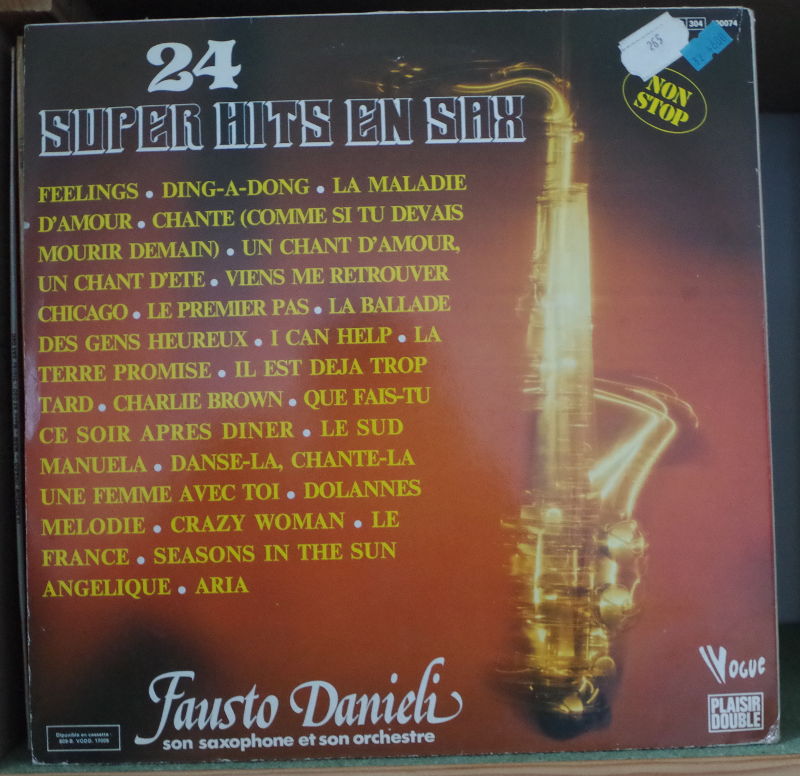 24
SUPER HITS EN SAX
304
265
NON
STOP
FEELINGS • DING-A-DONG • LA MALADIE
D'AMOUR • CHANTE (COMME SI TU DEVAIS
MOURIR DEMAIN) • UN CHANT D'AMOUR,
UN CHANT D'ETE • VIENS ME RETROUVER
CHICAGO • LE PREMIER PAS • LA BALLADE
DES GENS HEUREUX • I CAN HELP • LA
TERRE PROMISE • IL EST DEJA TROP
TARD • CHARLIE BROWN • QUE FAIS-TU
CE SOIR APRES DINER • LE SUD
MANUELA • DANSE-LA, CHANTE-LA
UNE FEMME AVEC TOI • DOLANNES
MELODIE • CRAZY WOMAN • LE
FRANCE • SEASONS IN THE SUN
ANGELIQUE • ARIA
VOGUE
PLAISIR
DOUBLE
Fausto Danieli
son saxophone et son orchestre
Disponible en cassette :